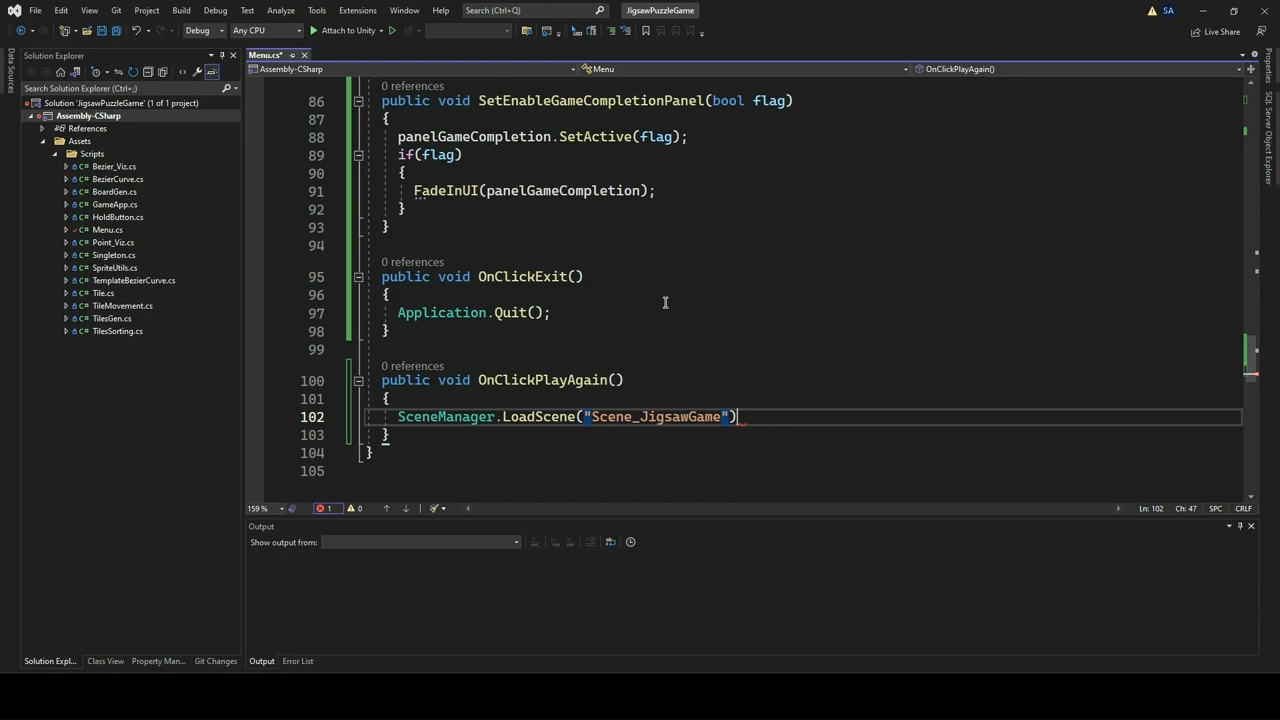 File Edit View Git Project Build Debug Test Analyze Tools Extensions Window Help Search (Ctrl+Q) JigsawPuzzleGame SA
Debug Any CPU Attach to Unity Live Share
Data Sources
Solution Explorer
Search Solution Explorer (Ctrl+;)
Solution 'JigsawPuzzleGame' (1 of 1 project)
Assembly-CSharp
References
Assets
Scripts
C# Bezier_Viz.cs
C# BezierCurve.cs
C# BoardGen.cs
C# GameApp.cs
C# HoldButton.cs
C# Menu.cs
C# Point_Viz.cs
C# Singleton.cs
C# SpriteUtils.cs
C# TemplateBezierCurve.cs
C# Tile.cs
C# TileMovement.cs
C# TilesGen.cs
C# TilesSorting.cs
Solution Expl... Class View Property Man... Git Changes
Menu.cs*
Assembly-CSharp Menu OnClickPlayAgain()
0 references
86 public void SetEnableGameCompletionPanel(bool flag)
87 {
88 panelGameCompletion.SetActive(flag);
89 if(flag)
90 {
91 FadeInUI(panelGameCompletion);
92 }
93 }
94
0 references
95 public void OnClickExit()
96 {
97 Application.Quit();
98 }
99
0 references
100 public void OnClickPlayAgain()
101 {
102 SceneManager.LoadScene("Scene_JigsawGame")
103 }
104 }
105
159 % 1 0 Ln: 102 Ch: 47 SPC CRLF
Output
Show output from:
Output Error List
Properties
SQL Server Object Explorer